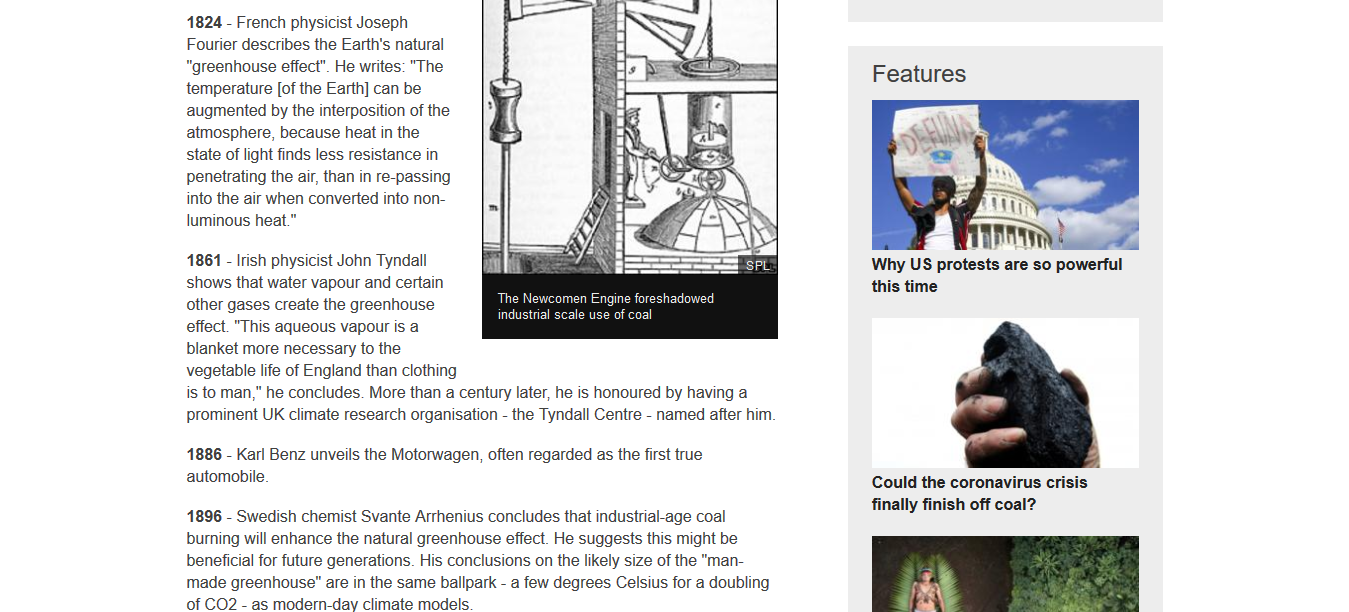 1824 - French physicist Joseph
Fourier describes the Earth's natural
"greenhouse effect". He writes: "The
temperature [of the Earth] can be
augmented by the interposition of the
atmosphere, because heat in the
state of light finds less resistance in
penetrating the air, than in re-passing
into the air when converted into non-
luminous heat."
SPL
The Newcomen Engine foreshadowed
industrial scale use of coal
1861 - Irish physicist John Tyndall
shows that water vapour and certain
other gases create the greenhouse
effect. "This aqueous vapour is a
blanket more necessary to the
vegetable life of England than clothing
is to man," he concludes. More than a century later, he is honoured by having a
prominent UK climate research organisation - the Tyndall Centre - named after him.
1886 - Karl Benz unveils the Motorwagen, often regarded as the first true
automobile.
1896 - Swedish chemist Svante Arrhenius concludes that industrial-age coal
burning will enhance the natural greenhouse effect. He suggests this might be
beneficial for future generations. His conclusions on the likely size of the "man-
made greenhouse" are in the same ballpark - a few degrees Celsius for a doubling
of CO2 - as modern-day climate models.
Features
DEFUND
Why US protests are so powerful
this time
Could the coronavirus crisis
finally finish off coal?